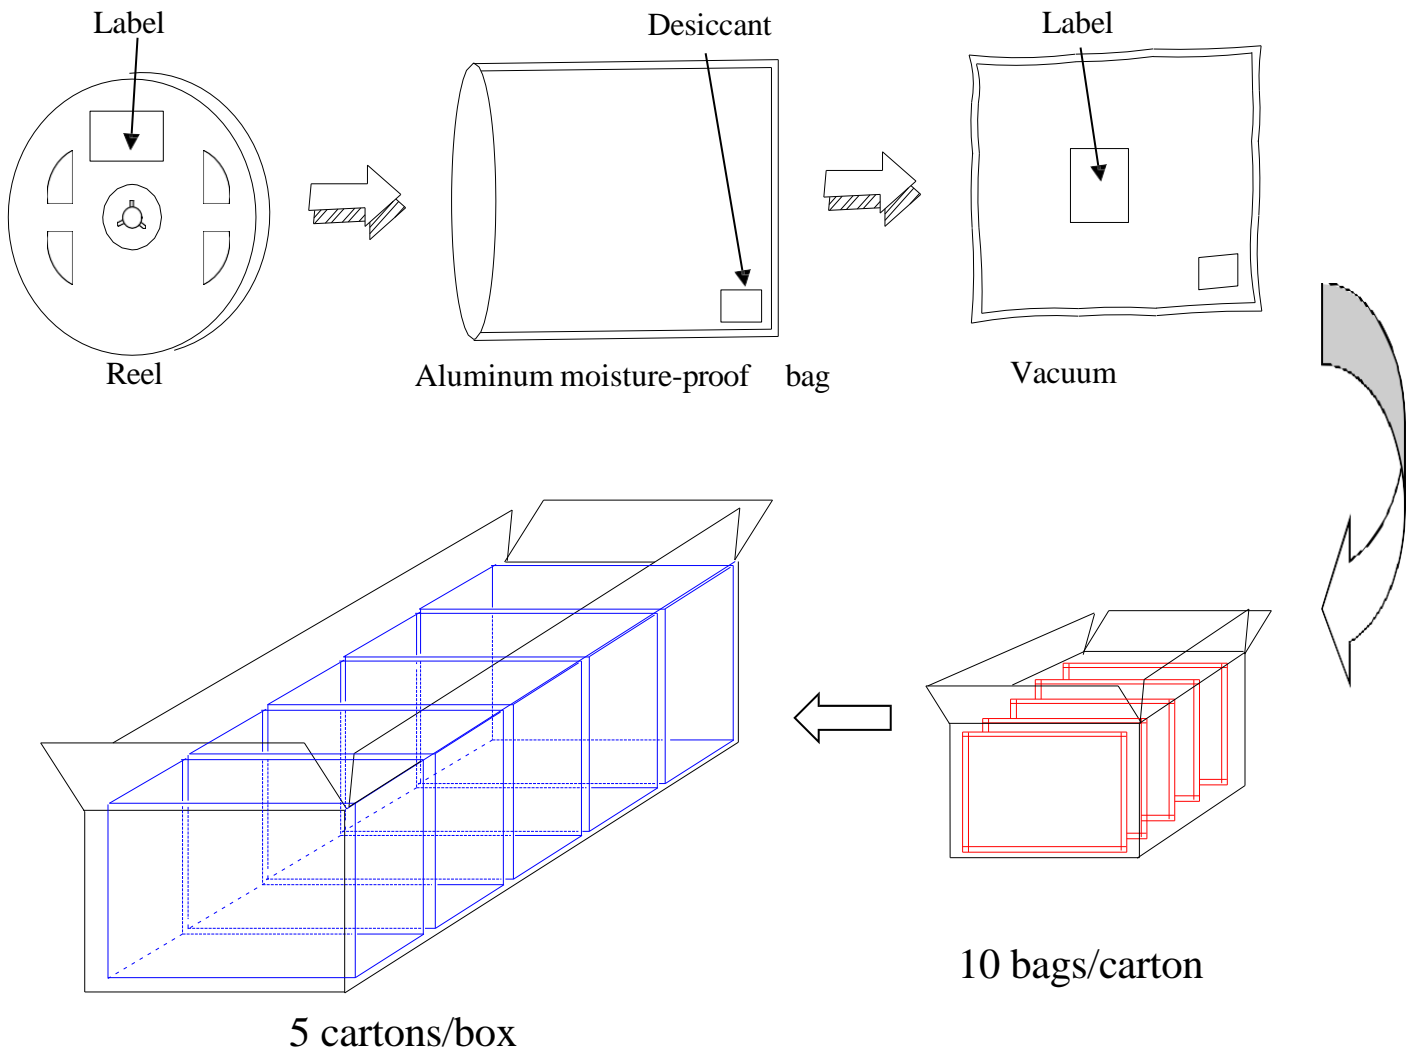 Label
Desiccant
Label
Reel
Aluminum moisture-proof bag
Vacuum
10 bags/carton
5 cartons/box